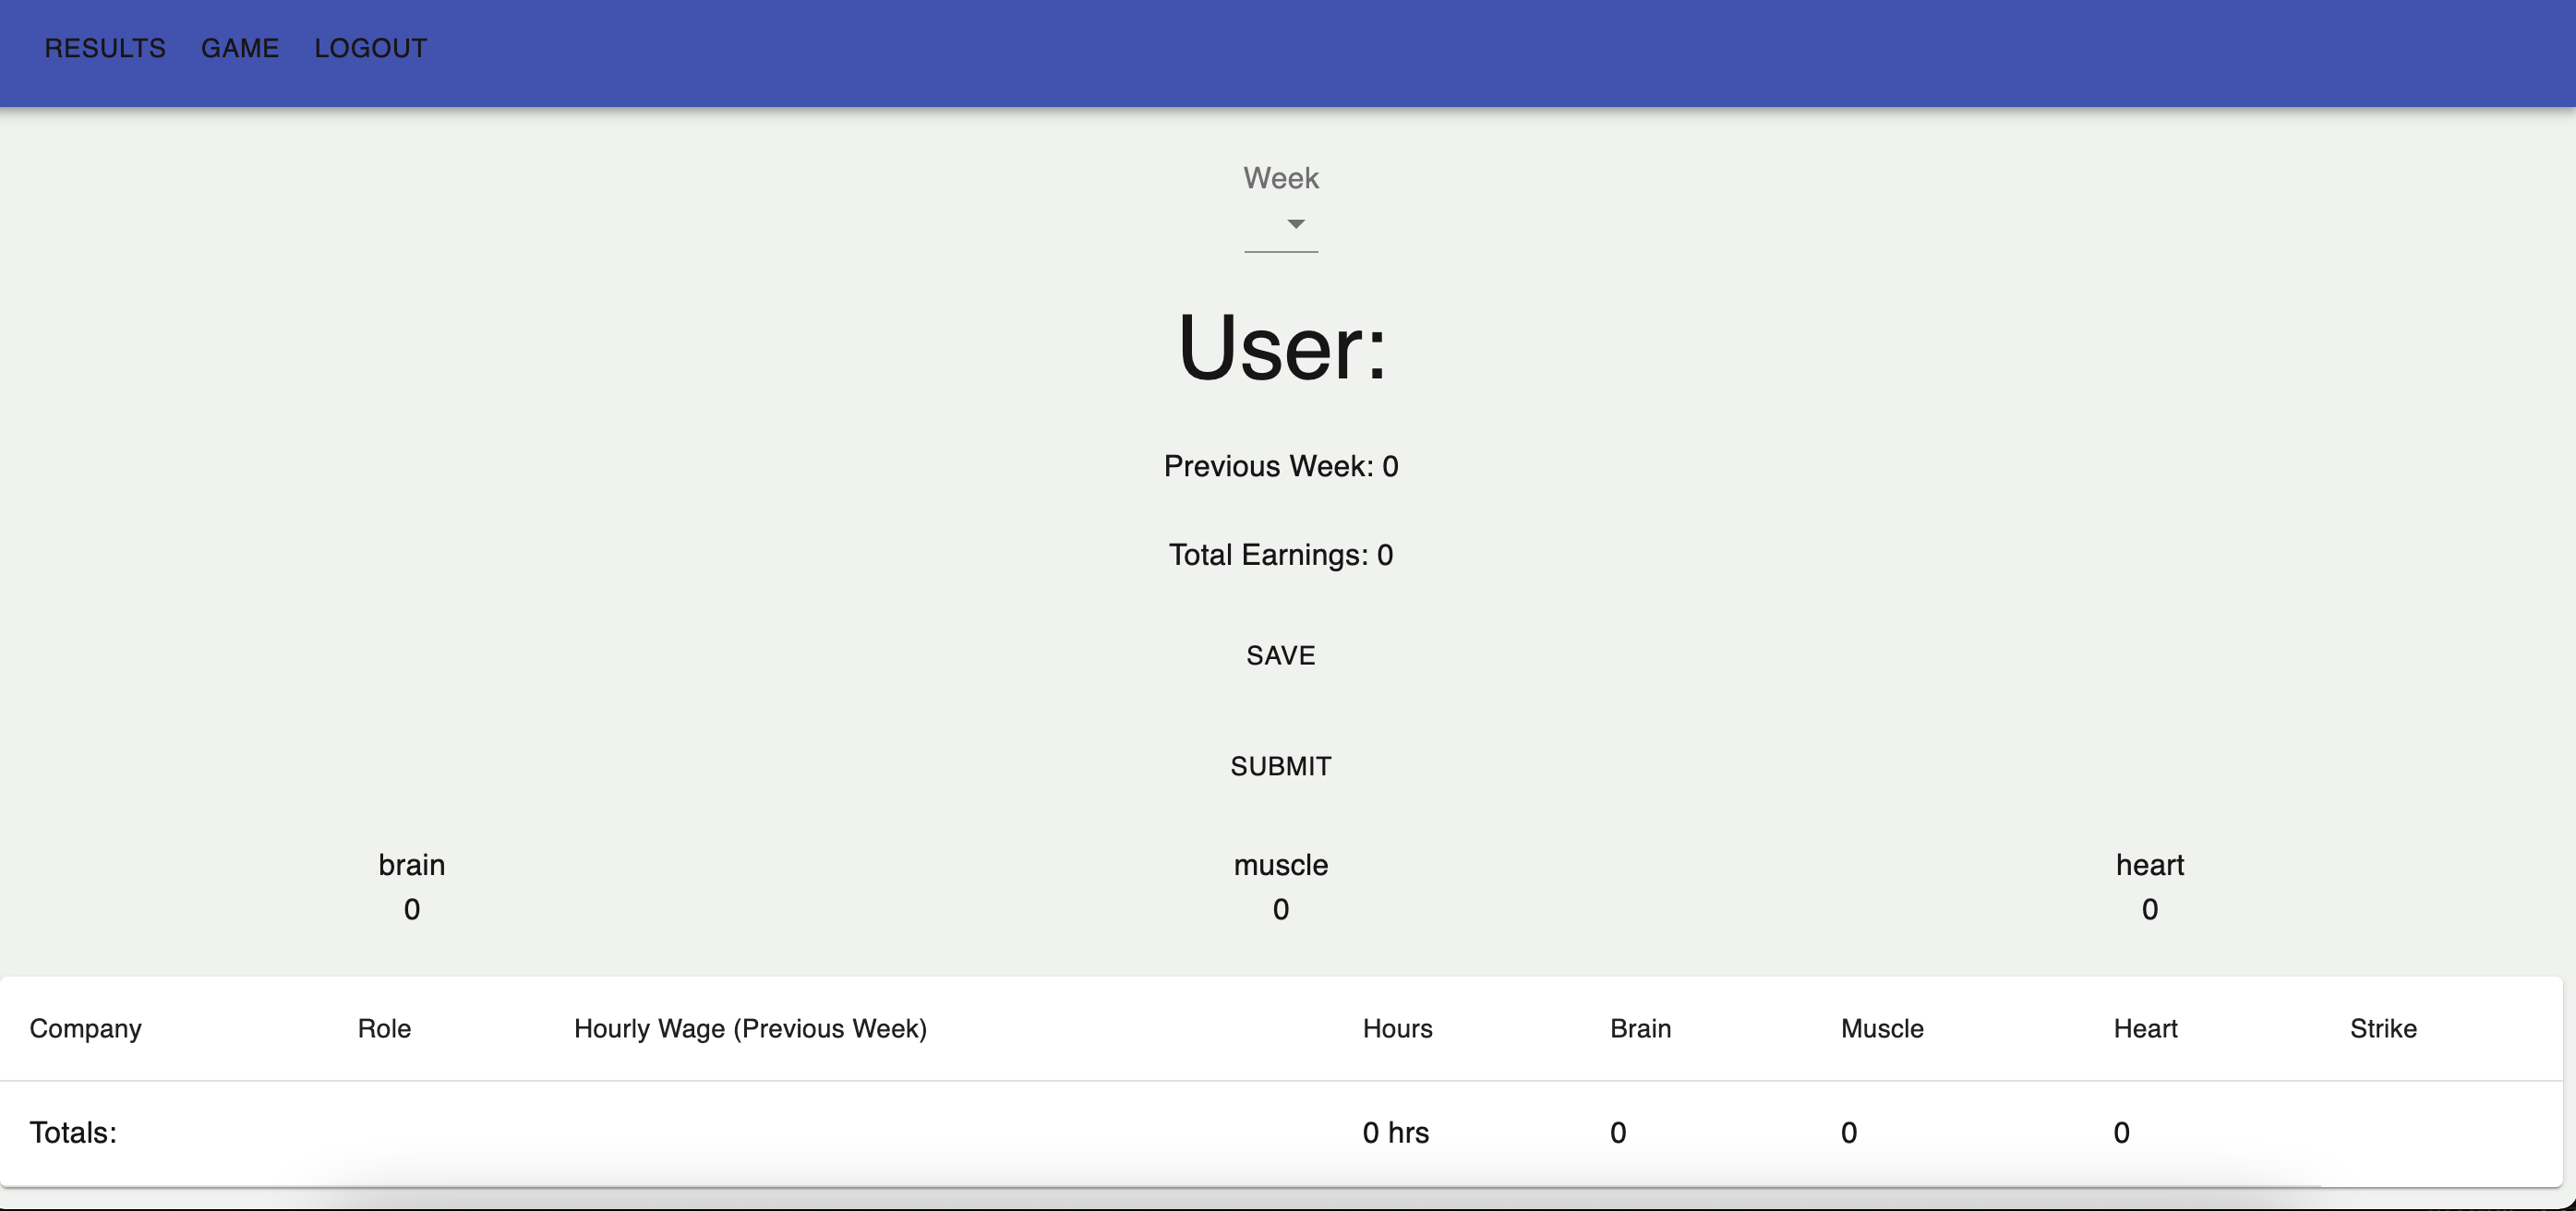 RESULTS GAME LOGOUT
Week
User:
Previous Week: 0
Total Earnings: 0
SAVE
SUBMIT
brain muscle heart
0 0 0
Company Role Hourly Wage (Previous Week) Hours Brain Muscle Heart Strike
Totals: 0 hrs 0 0 0